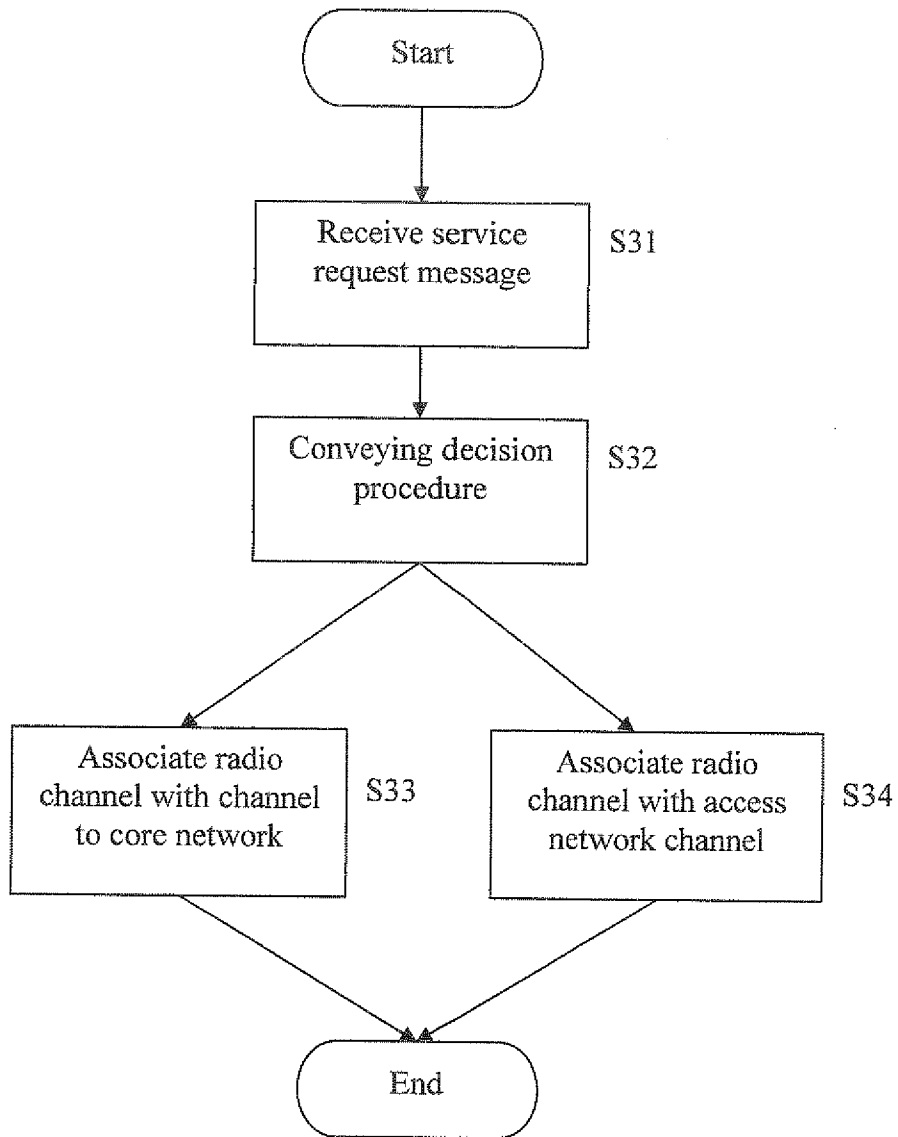 Start
Receive service
request message
S31
Conveying decision
procedure
S32
Associate radio
channel with channel
to core network
S33
Associate radio
channel with access
network channel
S34
End